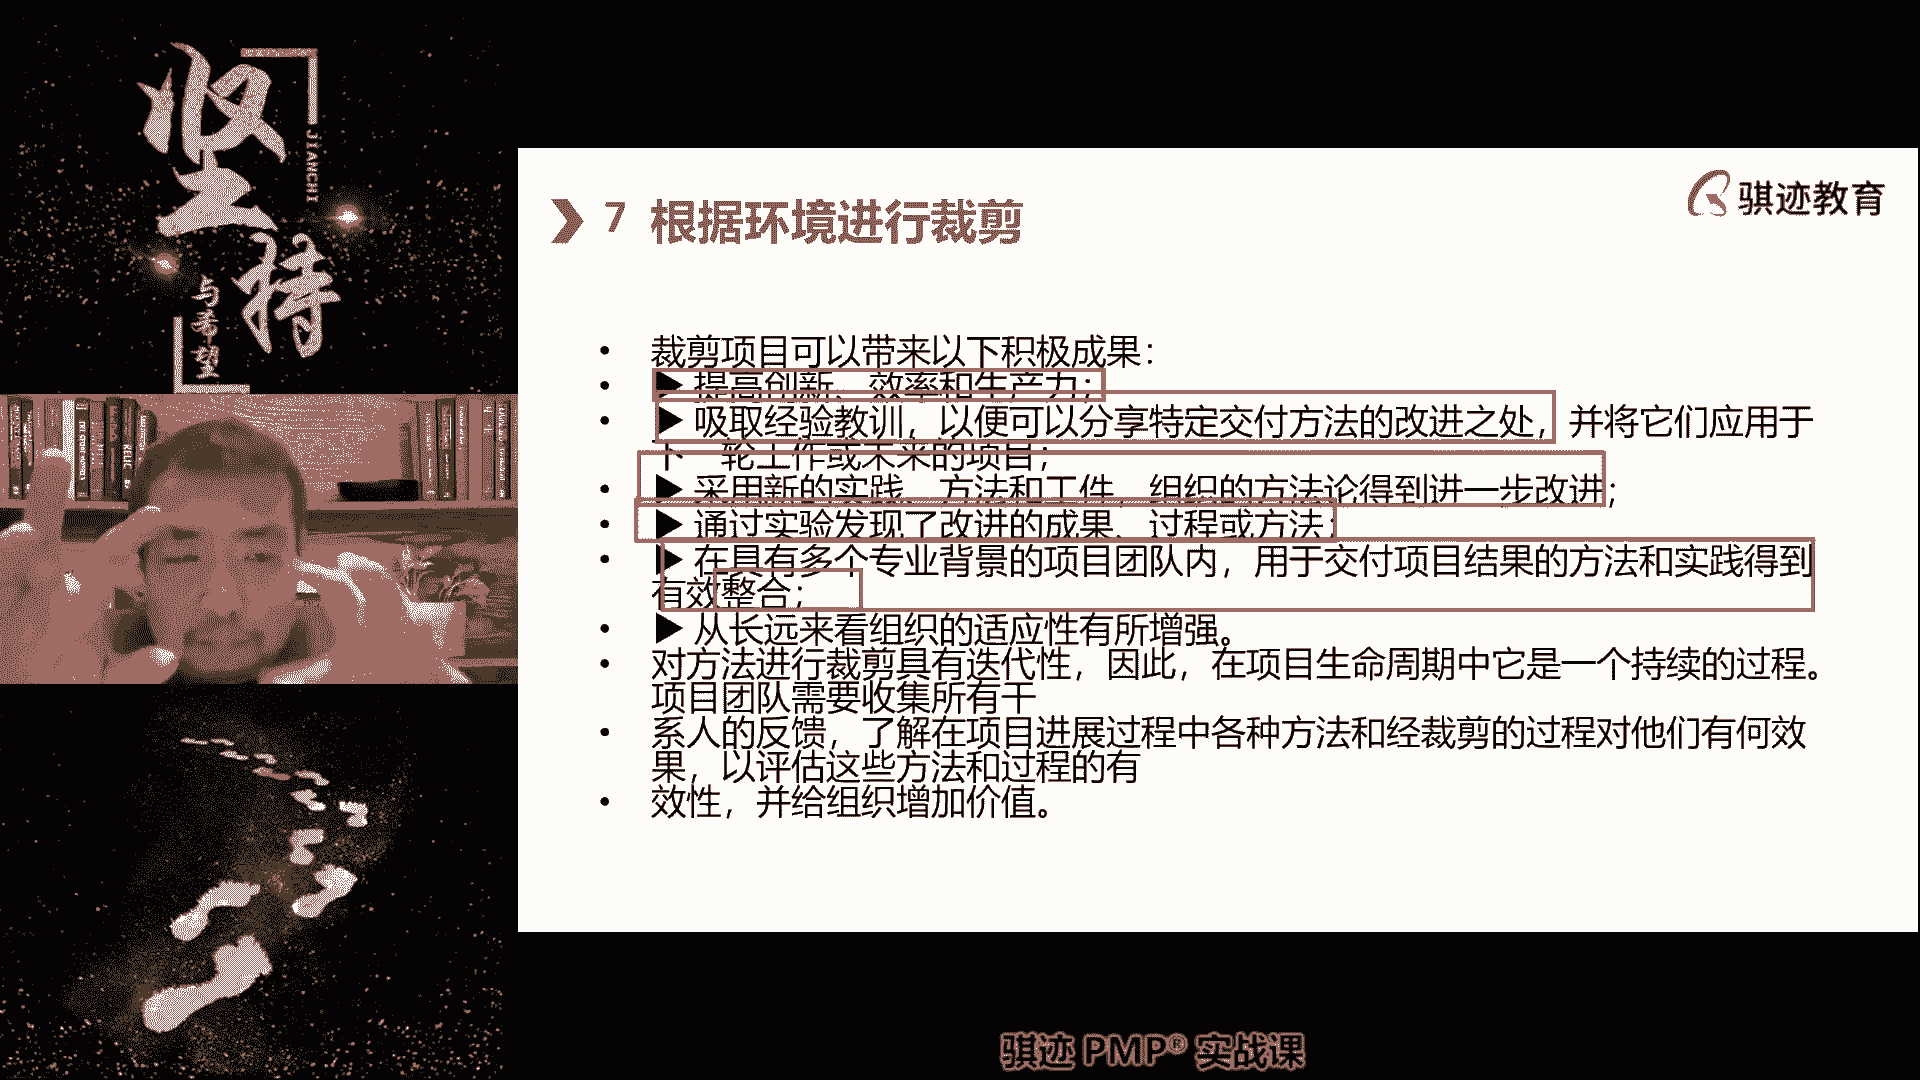 坚持
JIANCHI
与希望
7 根据环境进行裁剪
骐迹教育
• 裁剪项目可以带来以下积极成果：
• ▶ 提高创新、效率和生产力；
• ▶ 吸取经验教训，以便可以分享特定交付方法的改进之处，并将它们应用于
下一轮工作或未来的项目；
• ▶ 采用新的实践、方法和工件，组织的方法论得到进一步改进；
• ▶ 通过实验发现了改进的成果、过程或方法；
• ▶ 在具有多个专业背景的项目团队内，用于交付项目结果的方法和实践得到
有效整合；
• ▶ 从长远来看组织的适应性有所增强。
• 对方法进行裁剪具有迭代性，因此，在项目生命周期中它是一个持续的过程。
项目团队需要收集所有干
• 系人的反馈，了解在项目进展过程中各种方法和经裁剪的过程对他们有何效
果，以评估这些方法和过程的有
• 效性，并给组织增加价值。
骐迹 PMP® 实战课